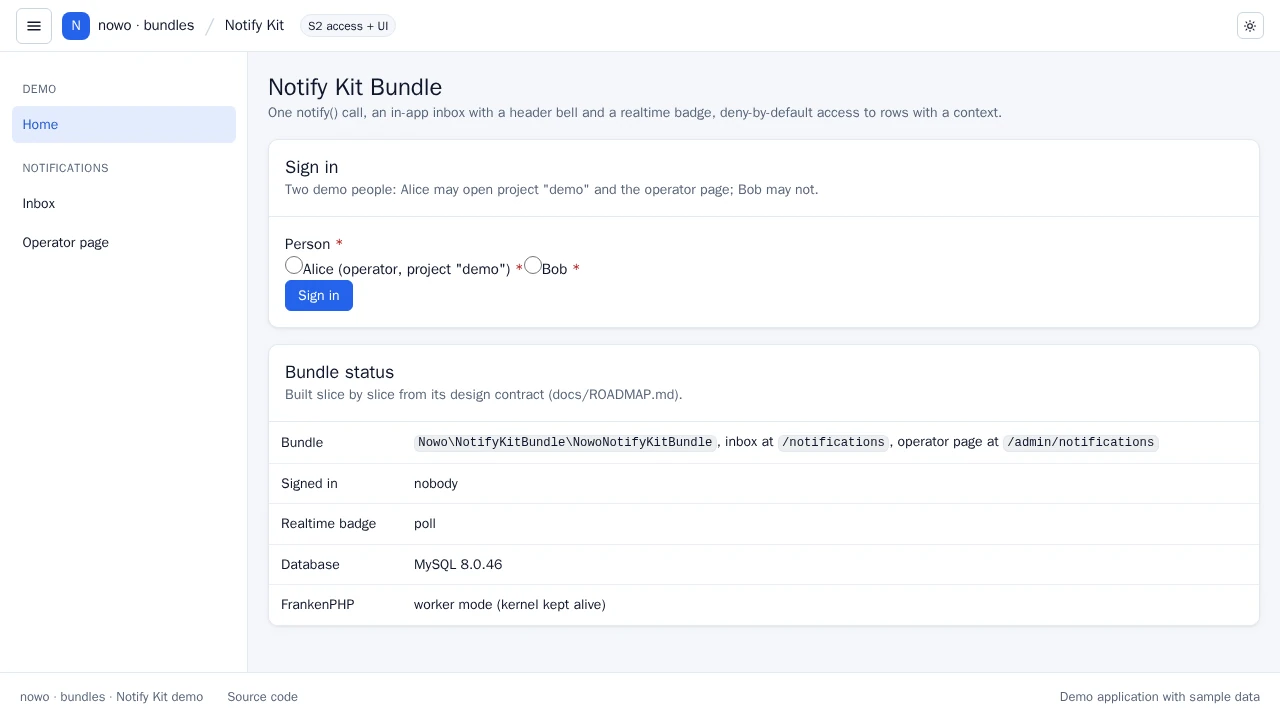 N nowo · bundles / Notify Kit S2 access + UI
DEMO
Home
NOTIFICATIONS
Inbox
Operator page
Notify Kit Bundle
One notify() call, an in-app inbox with a header bell and a realtime badge, deny-by-default access to rows with a context.
Sign in
Two demo people: Alice may open project "demo" and the operator page; Bob may not.
Person *
Alice (operator, project "demo") * Bob *
Sign in
Bundle status
Built slice by slice from its design contract (docs/ROADMAP.md).
Bundle Nowo\NotifyKitBundle\NowoNotifyKitBundle, inbox at /notifications, operator page at /admin/notifications
Signed in nobody
Realtime badge poll
Database MySQL 8.0.46
FrankenPHP worker mode (kernel kept alive)
nowo · bundles · Notify Kit demo Source code Demo application with sample data